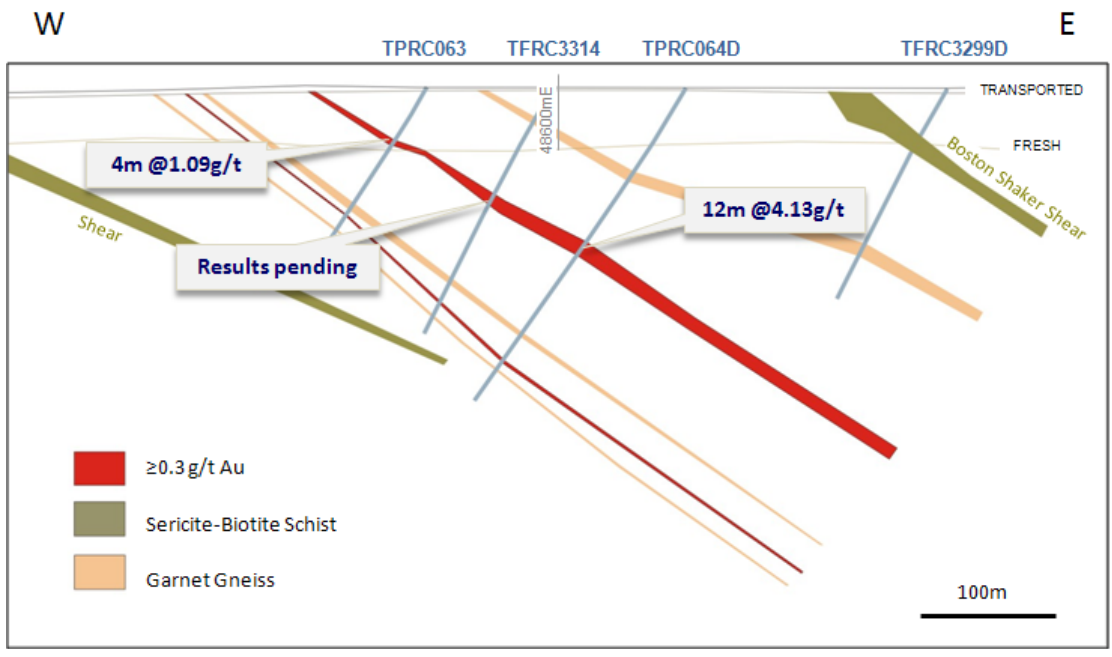 W
E
TPRC063
TFRC3314
TPRC064D
TFRC3299D
TRANSPORTED
48600mE
FRESH
4m @1.09g/t
Boston Shaker Shear
12m @4.13g/t
Shear
Results pending
≥0.3 g/t Au
Sericite-Biotite Schist
Garnet Gneiss
100m